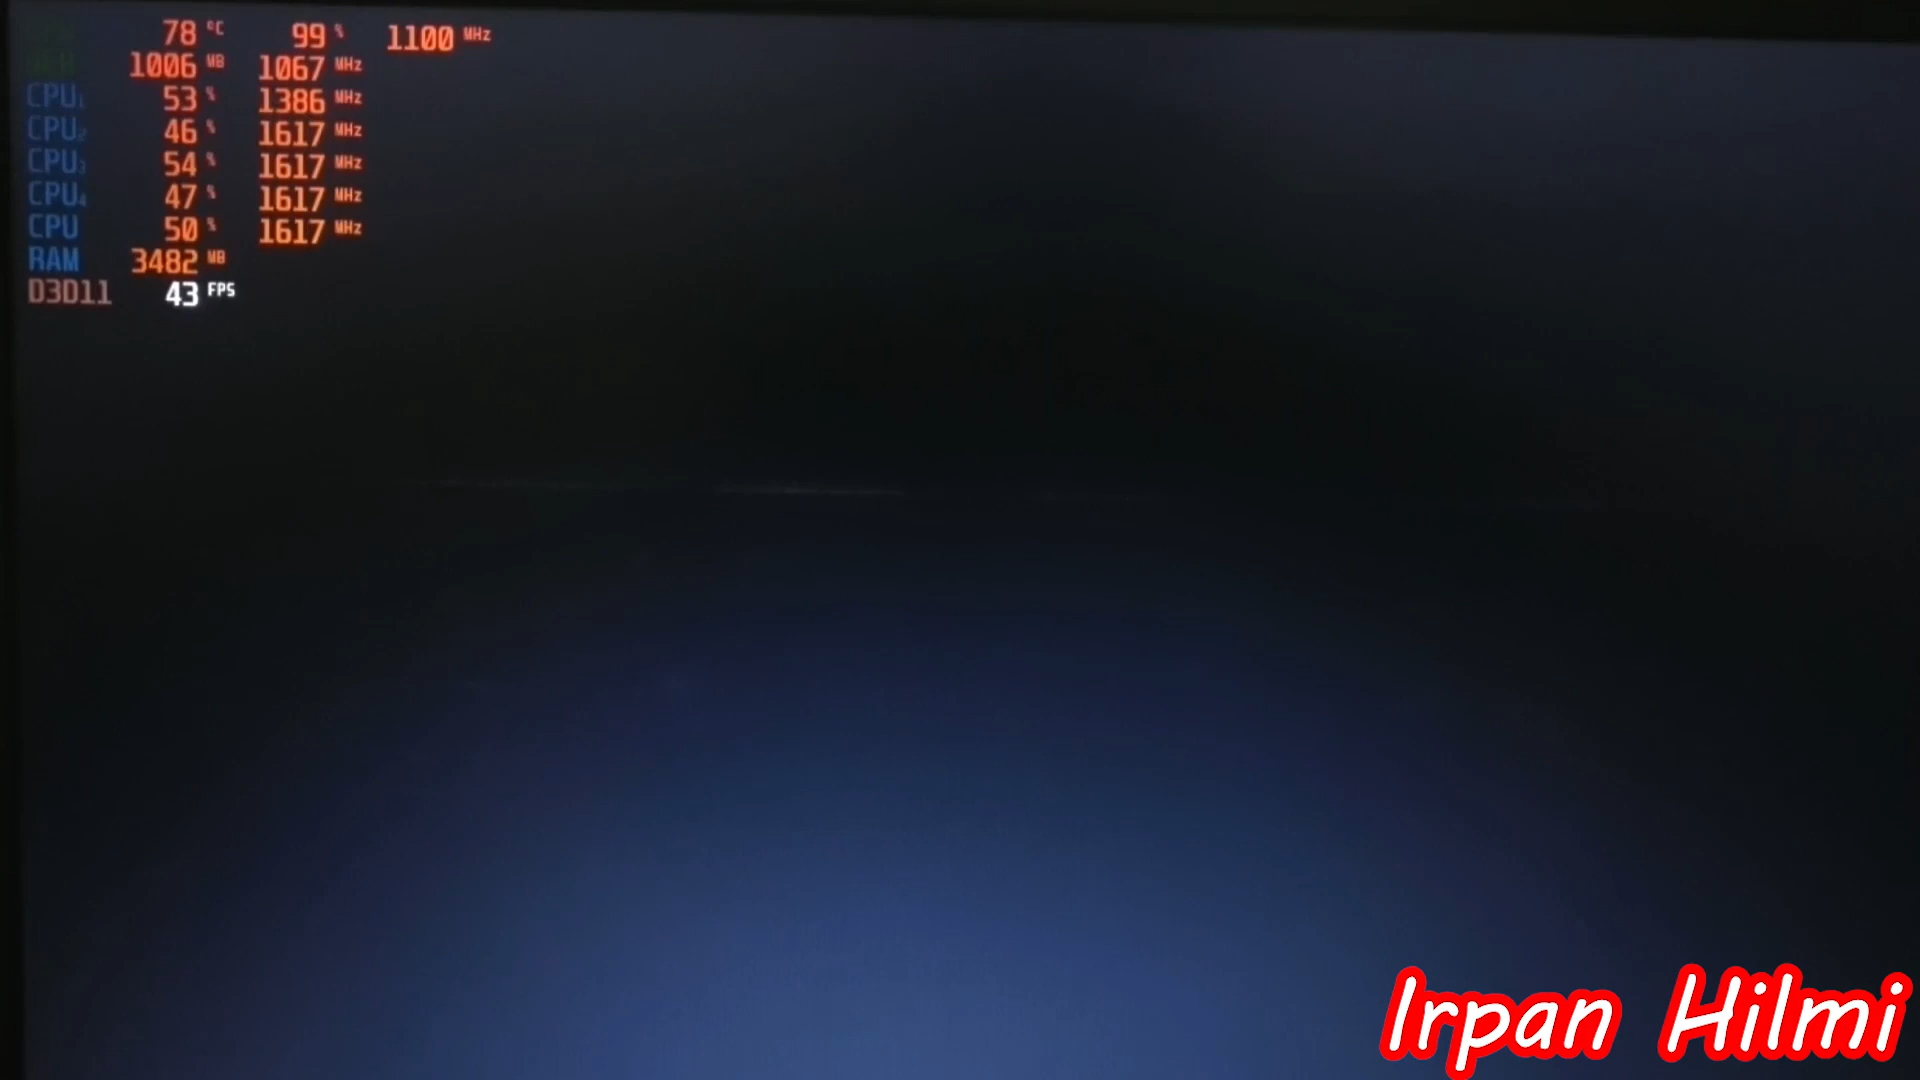 78 °C 99 % 1100 MHz
MEM 1006 MB 1067 MHz
CPU1 53 % 1386 MHz
CPU2 46 % 1617 MHz
CPU3 54 % 1617 MHz
CPU4 47 % 1617 MHz
CPU 50 % 1617 MHz
RAM 3482 MB
D3D11 43 FPS
Irpan Hilmi